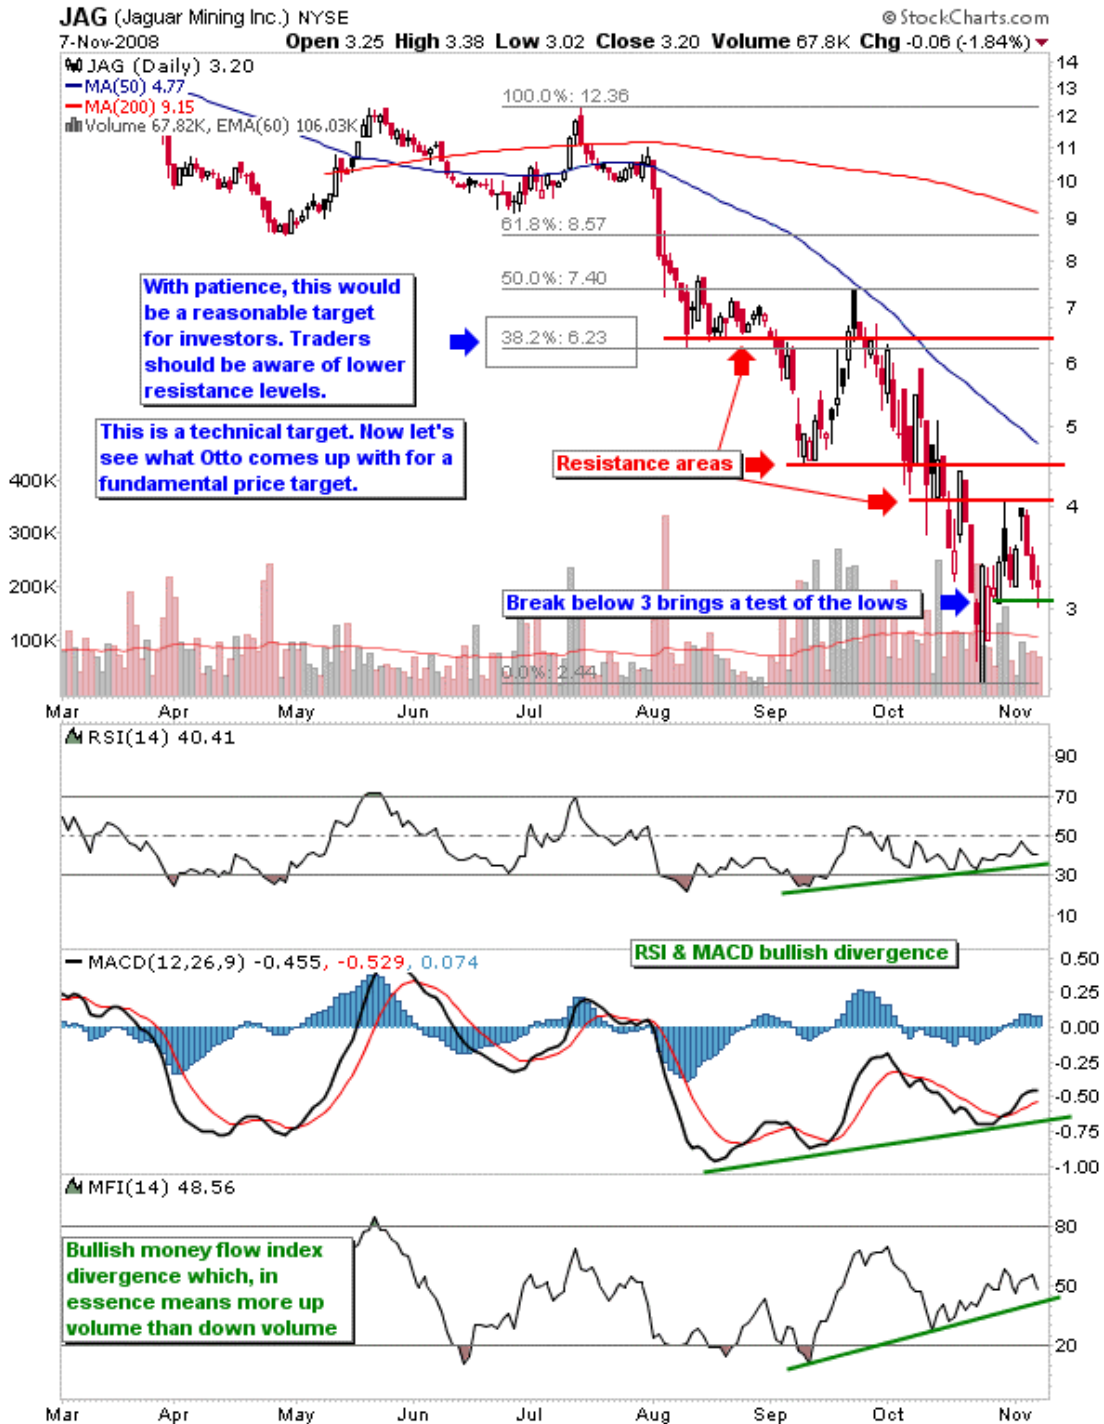 JAG (Jaguar Mining Inc.) NYSE
© StockCharts.com
7-Nov-2008
Open 3.25 High 3.38 Low 3.02 Close 3.20 Volume 67.8K Chg -0.06 (-1.84%)
JAG (Daily) 3.20
MA(50) 4.77
MA(200) 9.15
Volume 67.82K, EMA(60) 106.03K
100.0%: 12.36
61.8%: 8.57
50.0%: 7.40
38.2%: 6.23
0.0%: 2.44
With patience, this would
be a reasonable target
for investors. Traders
should be aware of lower
resistance levels.
This is a technical target. Now let's
see what Otto comes up with for a
fundamental price target.
Resistance areas
Break below 3 brings a test of the lows
14
13
12
11
10
9
8
7
6
5
4
3
400K
300K
200K
100K
Mar Apr May Jun Jul Aug Sep Oct Nov
RSI(14) 40.41
90
70
50
30
10
RSI & MACD bullish divergence
MACD(12,26,9) -0.455, -0.529, 0.074
0.50
0.25
0.00
-0.25
-0.50
-0.75
-1.00
MFI(14) 48.56
Bullish money flow index
divergence which, in
essence means more up
volume than down volume
80
50
20
Mar Apr May Jun Jul Aug Sep Oct Nov